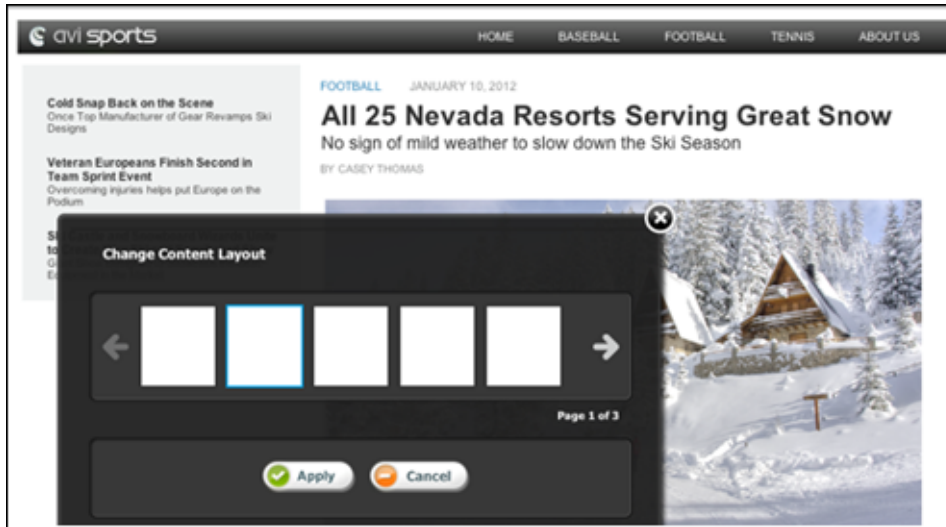 avi sports
HOME BASEBALL FOOTBALL TENNIS ABOUT US
Cold Snap Back on the Scene
Once Top Manufacturer of Gear Revamps Ski
Designs
Veteran Europeans Finish Second in
Team Sprint Event
Overcoming injuries helps put Europe on the
Podium
FOOTBALL JANUARY 10, 2012
All 25 Nevada Resorts Serving Great Snow
No sign of mild weather to slow down the Ski Season
BY CASEY THOMAS
Change Content Layout
Page 1 of 3
Apply Cancel